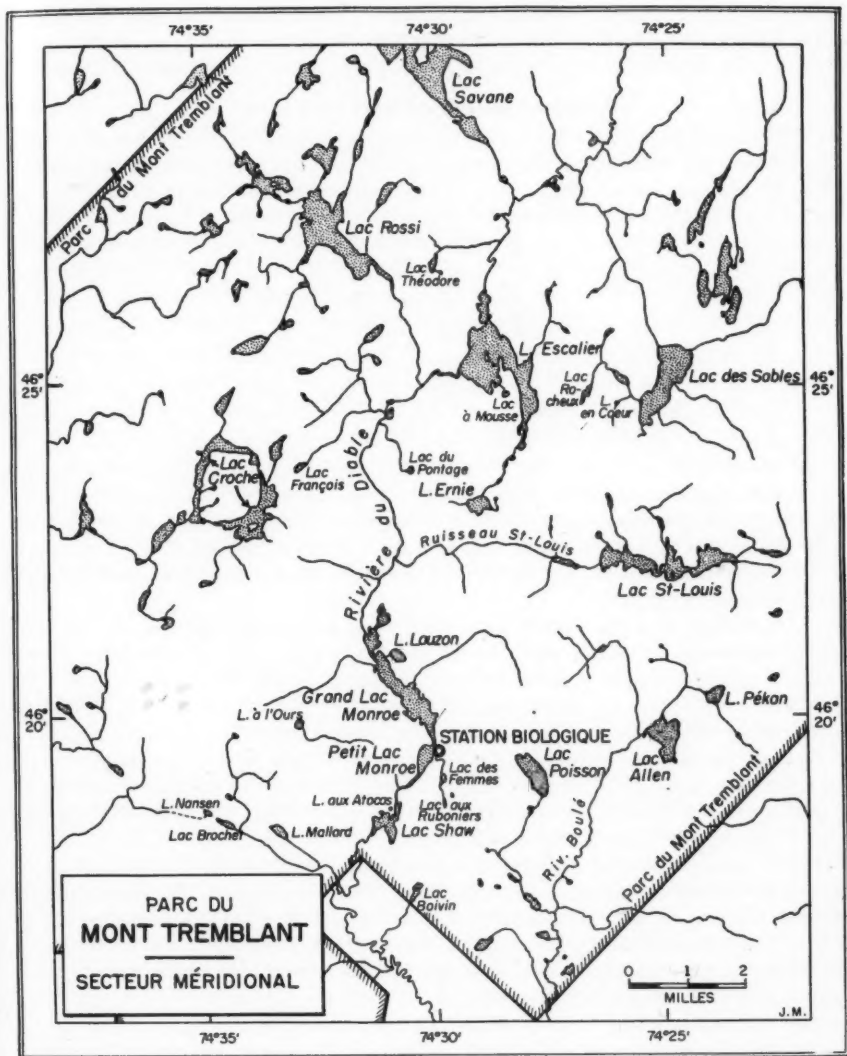 74°35'
74°30'
74°25'
Lac
Savane
Parc du Mont Tremblant
Lac Rossi
Lac
Théodore
L. Escalier
46°
25'
Lac des Sables
46°
25'
Lac
Ra-
cheux
L.
en Coeur
Lac
à Mousse
Rivière du Diable
Lac du
Pontage
Lac
François
Lac
Croche
L. Ernie
Ruisseau St-Louis
Lac St-Louis
L. Lauzon
Grand Lac
Monroe
L. à l'Ours
46°
20'
L. Pékan
46°
20'
STATION BIOLOGIQUE
Petit Lac
Monroe
Lac des
Femmes
Lac
Poisson
Lac
Allen
L. Nansen
Lac Brochet
L. Mallard
L. aux Atocas
Lac aux
Ruboniers
Lac Shaw
Riv. Boulé
Parc du Mont Tremblant
Lac
Boivin
PARC DU
MONT TREMBLANT
SECTEUR MÉRIDIONAL
0 1 2
MILLES
J.M.
74°35'
74°30'
74°25'